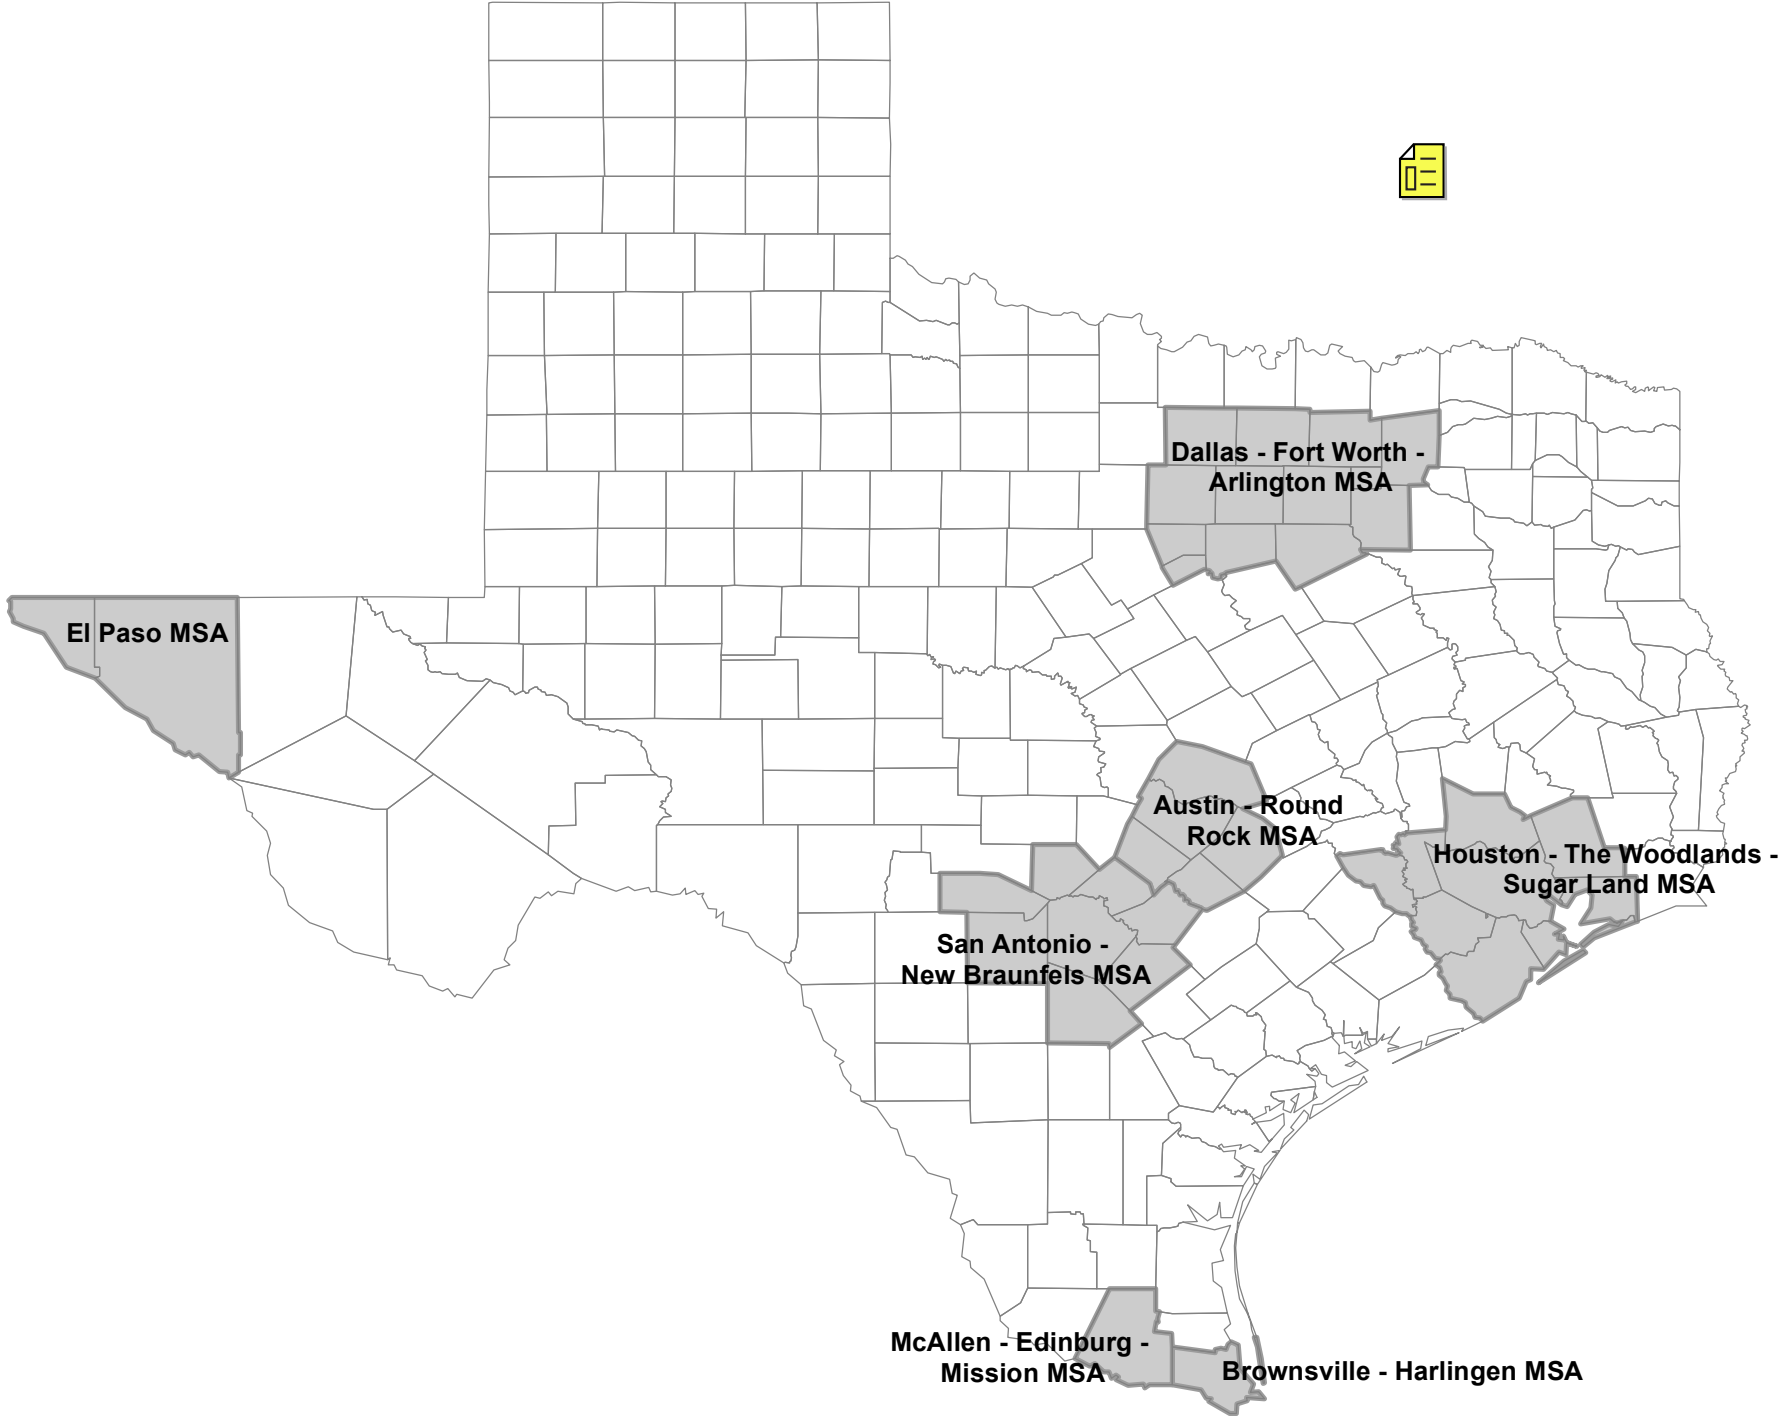 Dallas - Fort Worth -
Arlington MSA
El Paso MSA
Austin - Round
Rock MSA
Houston - The Woodlands -
Sugar Land MSA
San Antonio -
New Braunfels MSA
McAllen - Edinburg -
Mission MSA
Brownsville - Harlingen MSA